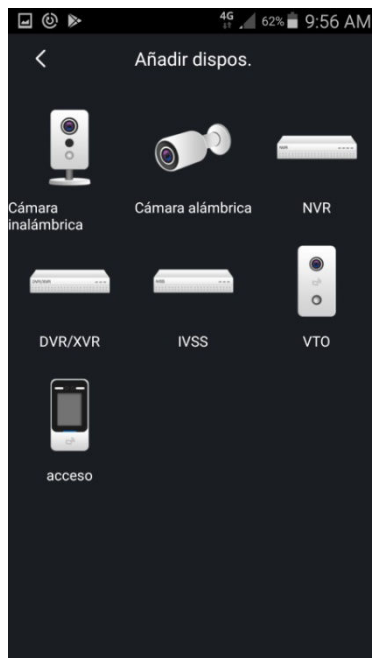 4G 62% 9:56 AM
Añadir dispos.
Cámara
inalámbrica
Cámara alámbrica
NVR
DVR/XVR
IVSS
VTO
acceso